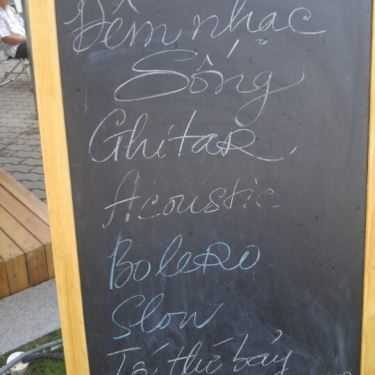 Đêm nhạc
Sống
Ghitar,
Acoustic
Bolero
Slow
Tối thứ bảy